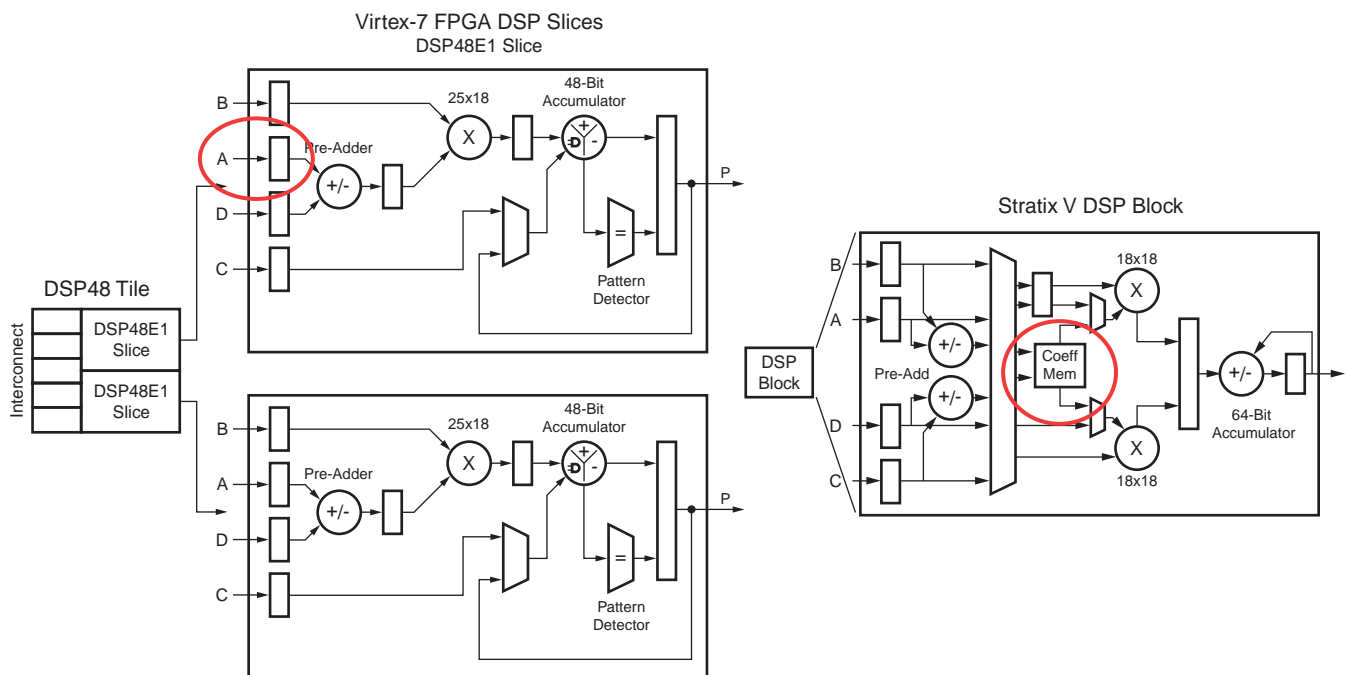 Virtex-7 FPGA DSP Slices
DSP48E1 Slice
B
A
D
C
Pre-Adder
+/-
25x18
X
48-Bit
Accumulator
+
-
=
Pattern
Detector
P
DSP48 Tile
Interconnect
DSP48E1
Slice
DSP48E1
Slice
B
A
D
C
Pre-Adder
+/-
25x18
X
48-Bit
Accumulator
+
-
=
Pattern
Detector
P
Stratix V DSP Block
DSP
Block
B
A
D
C
+/-
Pre-Add
+/-
Coeff
Mem
18x18
X
X
18x18
+/-
64-Bit
Accumulator